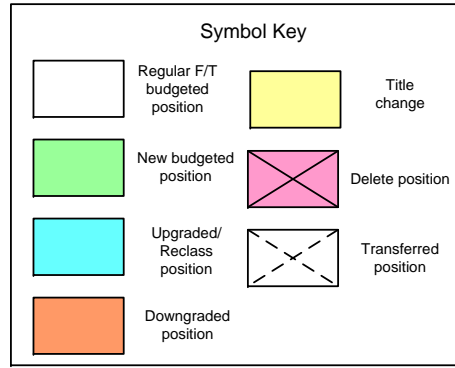 Symbol Key
Regular F/T
budgeted
position
New budgeted
position
Upgraded/
Reclass
position
Downgraded
position
Title
change
Delete position
Transferred
position